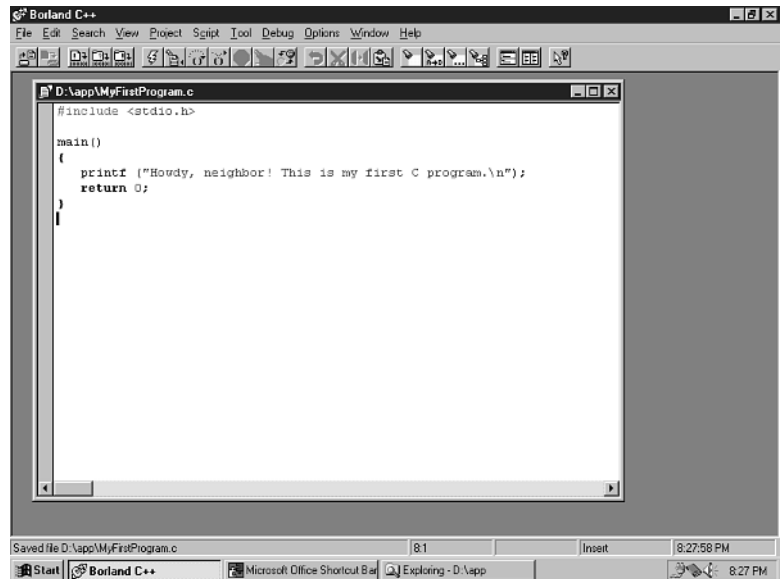 Borland C++
File Edit Search View Project Script Tool Debug Options Window Help
D:\app\MyFirstProgram.c
#include <stdio.h>
main()
{
printf ("Howdy, neighbor! This is my first C program.\n");
return 0;
}
Saved file D:\app\MyFirstProgram.c 8:1 Insert 8:27:58 PM
Start Borland C++ Microsoft Office Shortcut Bar Exploring - D:\app 8:27 PM